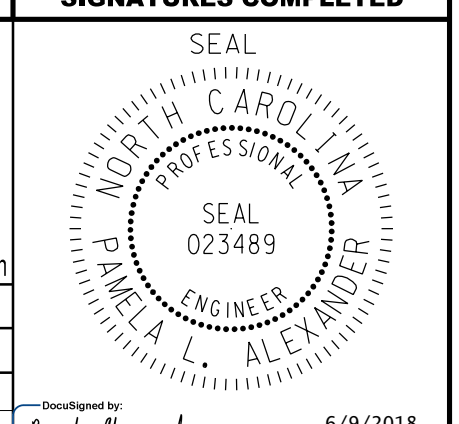 SIGNATURES COMPLETED
SEAL
NORTH CAROLINA
PROFESSIONAL
SEAL
023489
ENGINEER
PAMELA L. ALEXANDER
DocuSigned by:
6/9/2018